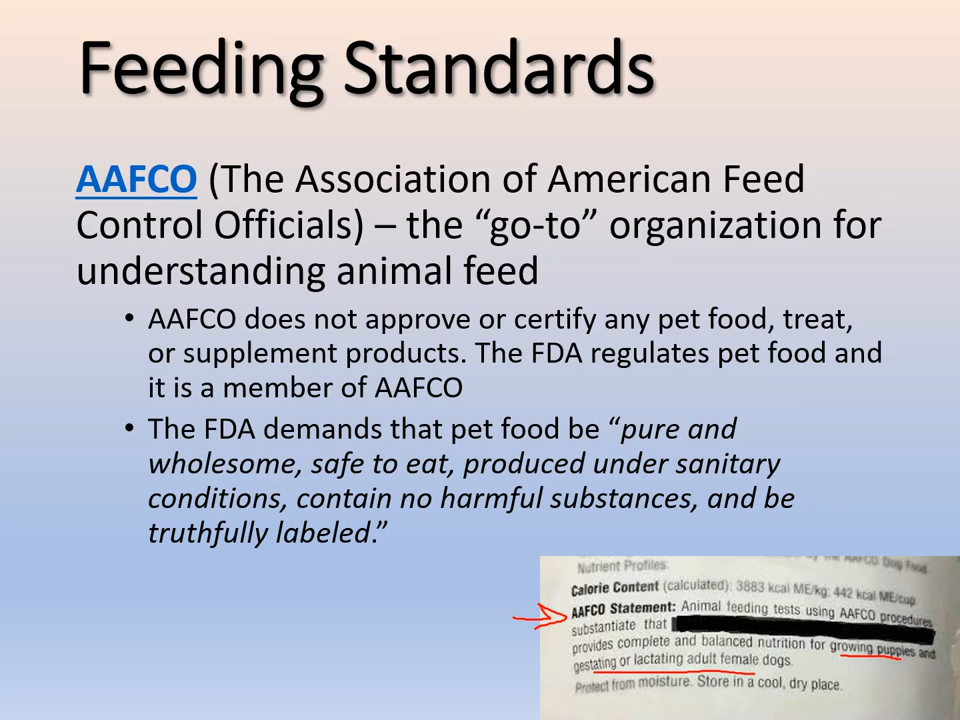 Feeding Standards
AAFCO (The Association of American Feed
Control Officials) – the “go-to” organization for
understanding animal feed
• AAFCO does not approve or certify any pet food, treat,
or supplement products. The FDA regulates pet food and
it is a member of AAFCO
• The FDA demands that pet food be “pure and
wholesome, safe to eat, produced under sanitary
conditions, contain no harmful substances, and be
truthfully labeled.”
by the AAFCO Dog Food
Nutrient Profiles.
Calorie Content (calculated): 3883 kcal ME/kg; 442 kcal ME/cup
AAFCO Statement: Animal feeding tests using AAFCO procedures
substantiate that
provides complete and balanced nutrition for growing puppies and
gestating or lactating adult female dogs.
Protect from moisture. Store in a cool, dry place.